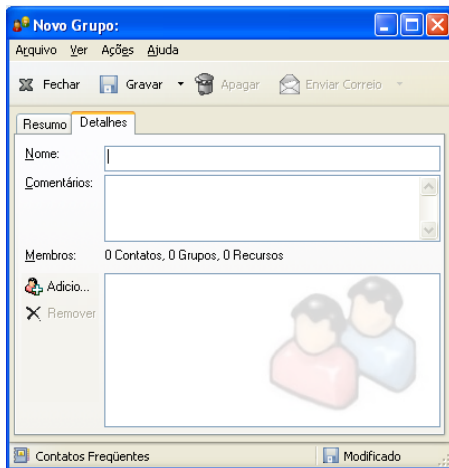 Novo Grupo:
Arquivo Ver Ações Ajuda
Fechar Gravar Apagar Enviar Correio
Resumo Detalhes
Nome:
Comentários:
Membros: 0 Contatos, 0 Grupos, 0 Recursos
Adicio...
Remover
Contatos Freqüentes Modificado